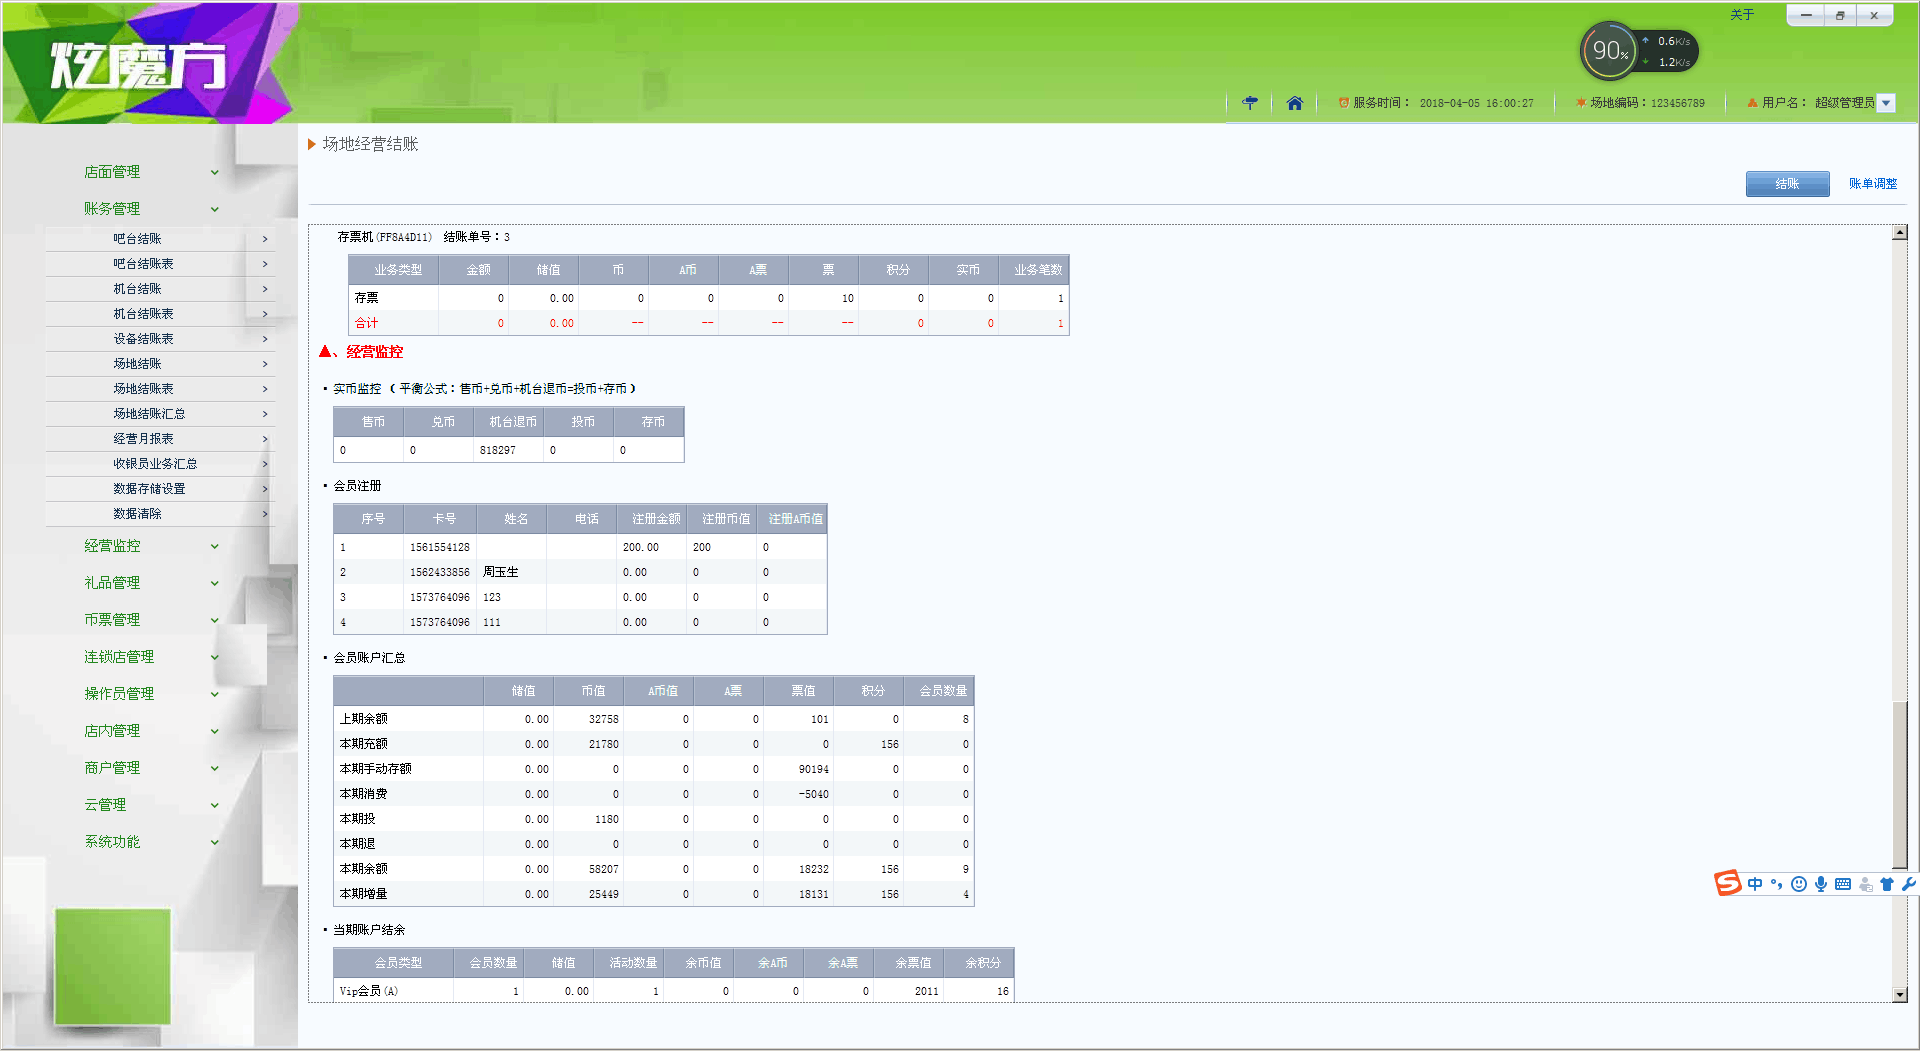 关于
炫魔方
90%
0.6K/s
1.2K/s
服务时间： 2018-04-05 16:00:27
场地编码：123456789
用户名： 超级管理员
店面管理
账务管理
吧台结账
吧台结账表
机台结账
机台结账表
设备结账表
场地结账
场地结账表
场地结账汇总
经营月报表
收银员业务汇总
数据存储设置
数据清除
经营监控
礼品管理
币票管理
连锁店管理
操作员管理
店内管理
商户管理
云管理
系统功能
场地经营结账
结账 账单调整
存票机(FF8A4D11) 结账单号：3
业务类型 金额 储值 币 A币 A票 票 积分 实币 业务笔数
存票 0 0.00 0 0 0 10 0 0 1
合计 0 0.00 -- -- -- -- 0 0 1
▲、经营监控
▪ 实币监控 （平衡公式：售币+兑币+机台退币=投币+存币）
售币 兑币 机台退币 投币 存币
0 0 818297 0 0
▪ 会员注册
序号 卡号 姓名 电话 注册金额 注册币值 注册A币值
1 1561554128 200.00 200 0
2 1562433856 周玉生 0.00 0 0
3 1573764096 123 0.00 0 0
4 1573764096 111 0.00 0 0
▪ 会员账户汇总
储值 币值 A币值 A票 票值 积分 会员数量
上期余额 0.00 32758 0 0 101 0 8
本期充额 0.00 21780 0 0 0 156 0
本期手动存额 0.00 0 0 0 90194 0 0
本期消费 0.00 0 0 0 -5040 0 0
本期投 0.00 1180 0 0 0 0 0
本期退 0.00 0 0 0 0 0 0
本期余额 0.00 58207 0 0 18232 156 9
本期增量 0.00 25449 0 0 18131 156 4
▪ 当期账户结余
会员类型 会员数量 储值 活动数量 余币值 余A币 余A票 余票值 余积分
Vip会员(A) 1 0.00 1 0 0 0 2011 16
S 中